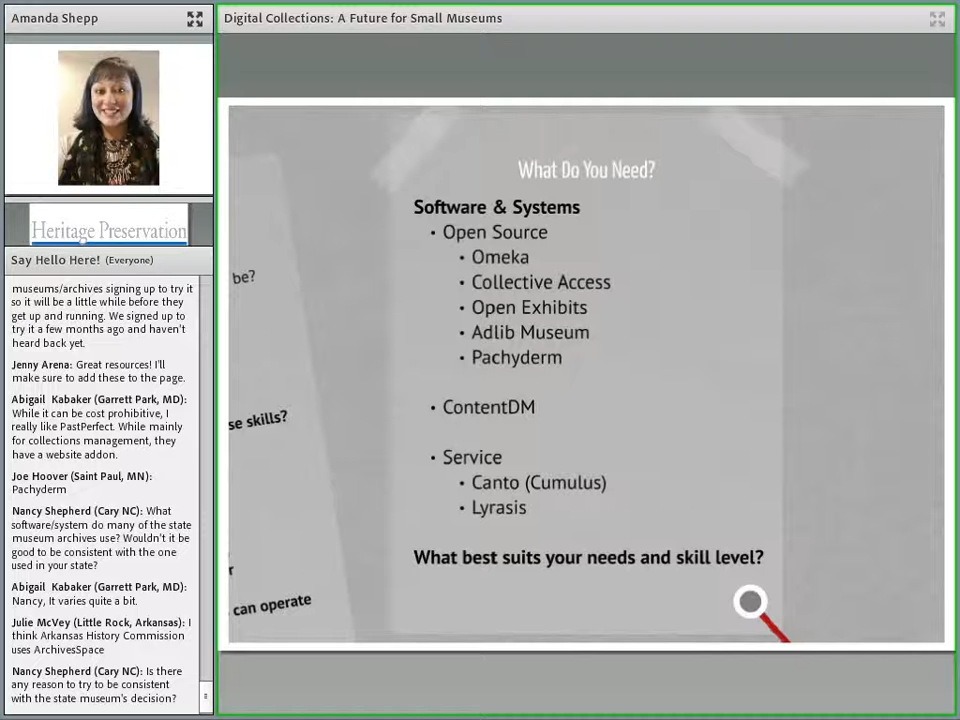 Amanda Shepp
Digital Collections: A Future for Small Museums
Heritage Preservation
Say Hello Here! (Everyone)
museums/archives signing up to try it
so it will be a little while before they
get up and running. We signed up to
try it a few months ago and haven't
heard back yet.
Jenny Arena: Great resources! I'll
make sure to add these to the page.
Abigail Kabaker (Garrett Park, MD):
While it can be cost prohibitive, I
really like PastPerfect. While mainly
for collections management, they
have a website addon.
Joe Hoover (Saint Paul, MN):
Pachyderm
Nancy Shepherd (Cary NC): What
software/system do many of the state
museum archives use? Wouldn't it be
good to be consistent with the one
used in your state?
Abigail Kabaker (Garrett Park, MD):
Nancy, It varies quite a bit.
Julie McVey (Little Rock, Arkansas): I
think Arkansas History Commission
uses ArchivesSpace
Nancy Shepherd (Cary NC): Is there
any reason to try to be consistent
with the state museum's decision?
be?
se skills?
r
can operate
What Do You Need?
Software & Systems
• Open Source
• Omeka
• Collective Access
• Open Exhibits
• Adlib Museum
• Pachyderm
• ContentDM
• Service
• Canto (Cumulus)
• Lyrasis
What best suits your needs and skill level?